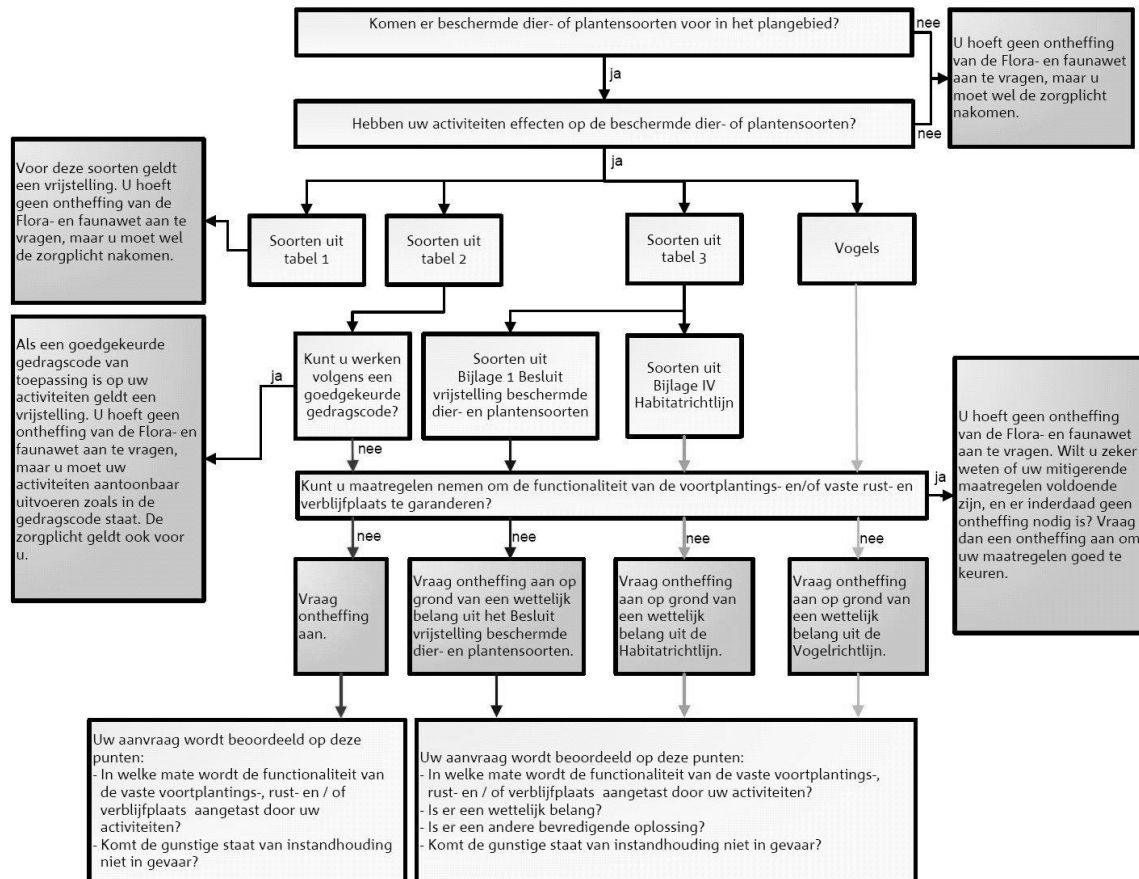 Komen er beschermde dier- of plantensoorten voor in het plangebied?
nee
U hoeft geen ontheffing
van de Flora- en faunawet
aan te vragen, maar u
moet wel de zorgplicht
nakomen.
ja
Hebben uw activiteiten effecten op de beschermde dier- of plantensoorten?
nee
ja
Voor deze soorten geldt
een vrijstelling. U hoeft
geen ontheffing van de
Flora- en faunawet aan te
vragen, maar u moet wel
de zorgplicht nakomen.
Soorten uit
tabel 1
Soorten uit
tabel 2
Soorten uit
tabel 3
Vogels
Als een goedgekeurde
gedragscode van
toepassing is op uw
activiteiten geldt een
vrijstelling. U hoeft geen
ontheffing van de Flora- en
faunawet aan te vragen,
maar u moet uw
activiteiten aantoonbaar
uitvoeren zoals in de
gedragscode staat. De
zorgplicht geldt ook voor
u.
ja
Kunt u werken
volgens een
goedgekeurde
gedragscode?
Soorten uit
Bijlage 1 Besluit
vrijstelling beschermde
dier- en plantensoorten
Soorten uit
Bijlage IV
Habitatrichtlijn
nee
Kunt u maatregelen nemen om de functionaliteit van de voortplantings- en/of vaste rust- en
verblijfplaats te garanderen?
ja
U hoeft geen ontheffing
van de Flora- en faunawet
aan te vragen. Wilt u zeker
weten of uw mitigerende
maatregelen voldoende
zijn, en er inderdaad geen
ontheffing nodig is? Vraag
dan een ontheffing aan om
uw maatregelen goed te
keuren.
nee
nee
nee
nee
Vraag
ontheffing
aan.
Vraag ontheffing aan op
grond van een wettelijk
belang uit het Besluit
vrijstelling beschermde
dier- en plantensoorten.
Vraag ontheffing
aan op grond van
een wettelijk
belang uit de
Habitatrichtlijn.
Vraag ontheffing
aan op grond van
een wettelijk
belang uit de
Vogelrichtlijn.
Uw aanvraag wordt beoordeeld op deze
punten:
- In welke mate wordt de functionaliteit van
de vaste voortplantings-, rust- en / of
verblijfplaats aangetast door uw
activiteiten?
- Komt de gunstige staat van instandhouding
niet in gevaar?
Uw aanvraag wordt beoordeeld op deze punten:
- In welke mate wordt de functionaliteit van de vaste voortplantings-,
rust- en / of verblijfplaats aangetast door uw activiteiten?
- Is er een wettelijk belang?
- Is er een andere bevredigende oplossing?
- Komt de gunstige staat van instandhouding niet in gevaar?